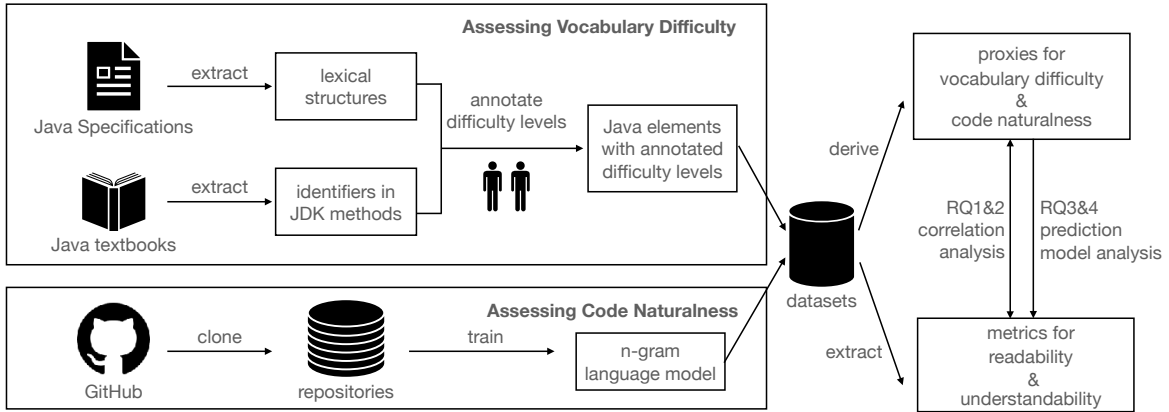 Assessing Vocabulary Difficulty
Java Specifications
extract
lexical
structures
Java textbooks
extract
identifiers in
JDK methods
annotate
difficulty levels
Java elements
with annotated
difficulty levels
Assessing Code Naturalness
GitHub
clone
repositories
train
n-gram
language model
datasets
derive
extract
proxies for
vocabulary difficulty
&
code naturalness
RQ1&2
correlation
analysis
RQ3&4
prediction
model analysis
metrics for
readability
&
understandability